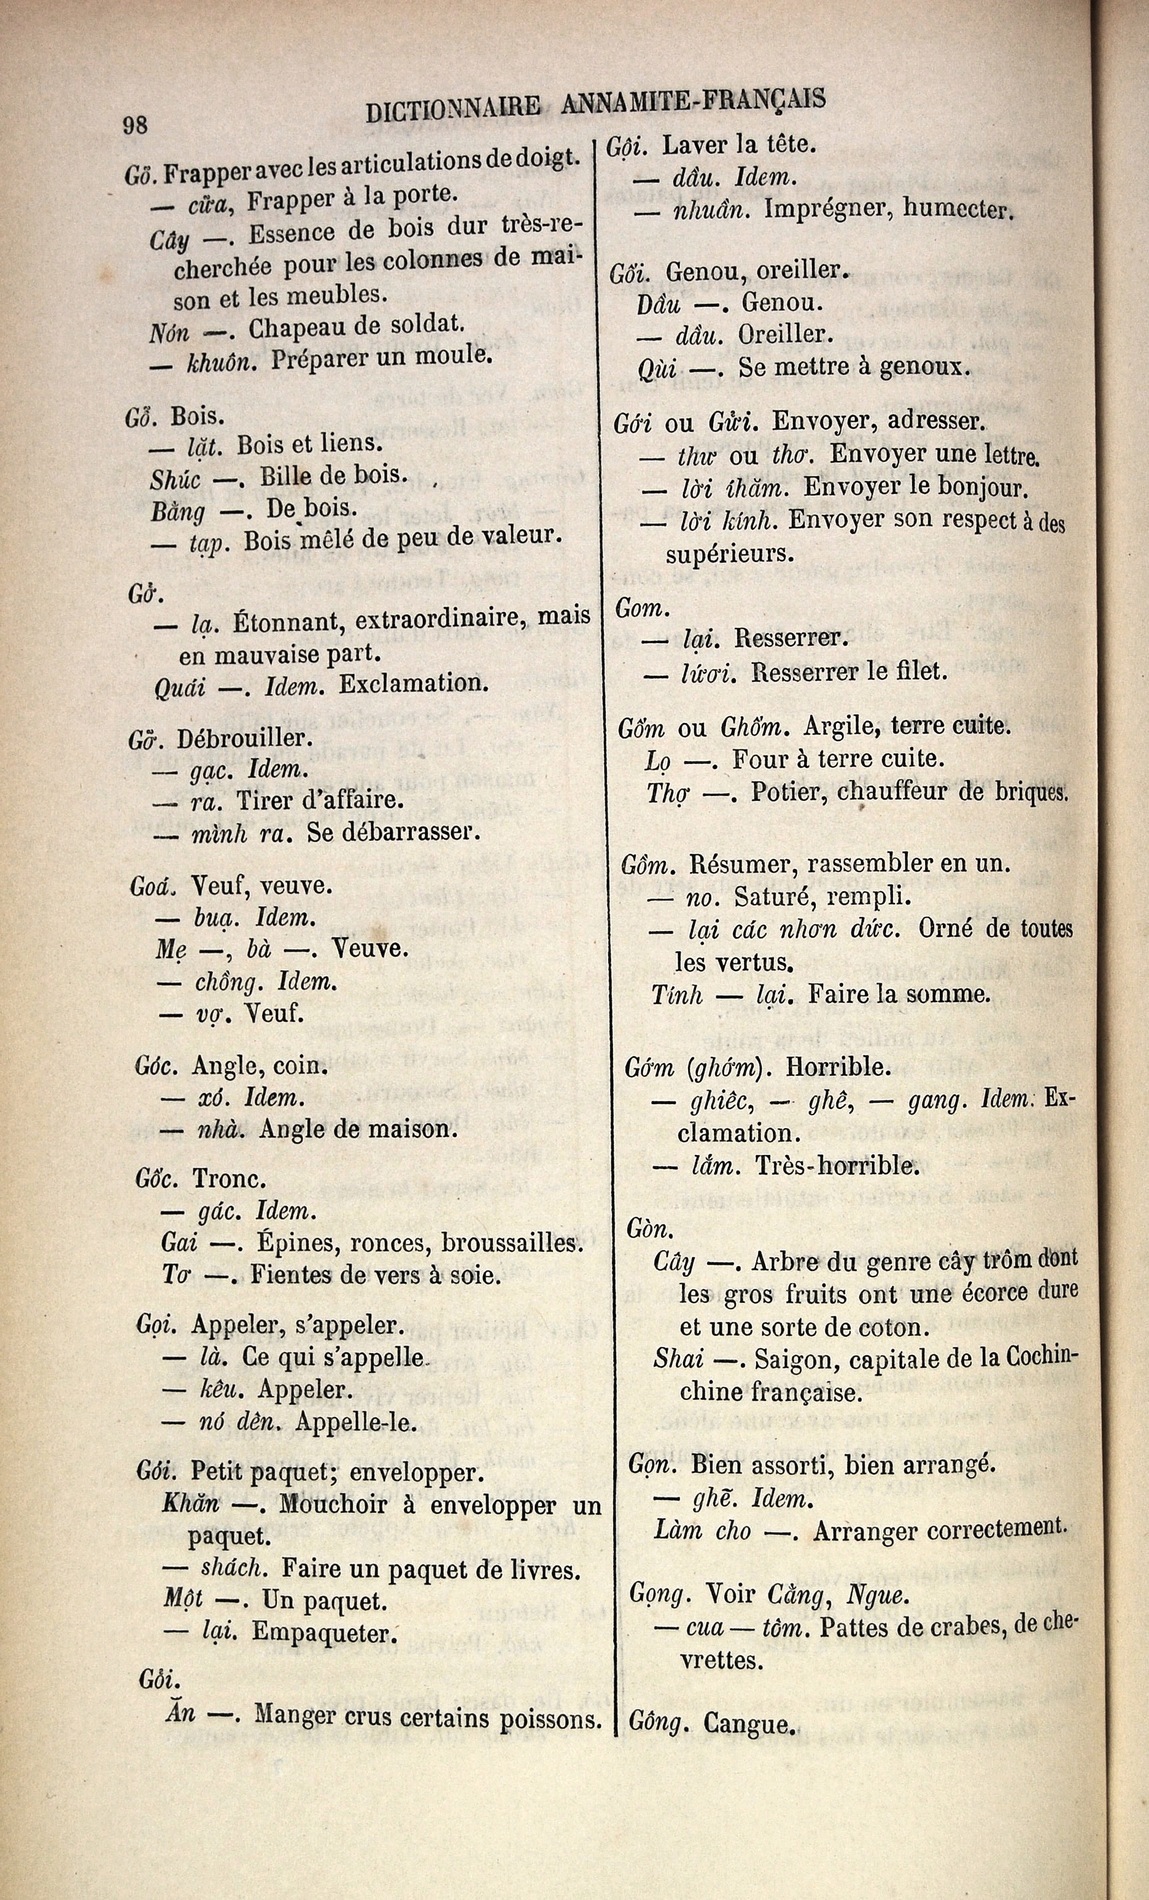 98
DICTIONNAIRE ANNAMITE-FRANÇAIS
Gõ. Frapper avec les articulations de doigt.
— cữa, Frapper à la porte.
Cây —. Essence de bois dur très-re-
cherchée pour les colonnes de mai-
son et les meubles.
Nón —. Chapeau de soldat.
— khuôn. Préparer un moule.
Gỗ. Bois.
— lặt. Bois et liens.
Shúc —. Bille de bois.
Bằng —. De bois.
— tạp. Bois mêlé de peu de valeur.
Gở.
— lạ. Étonnant, extraordinaire, mais
en mauvaise part.
Quái —. Idem. Exclamation.
Gỡ. Débrouiller.
— gạc. Idem.
— ra. Tirer d'affaire.
— mình ra. Se débarrasser.
Goá. Veuf, veuve.
— bụa. Idem.
Mẹ —, bà —. Veuve.
— chồng. Idem.
— vợ. Veuf.
Góc. Angle, coin.
— xó. Idem.
— nhà. Angle de maison.
Gốc. Tronc.
— gác. Idem.
Gai —. Épines, ronces, broussailles.
Tơ —. Fientes de vers à soie.
Gọi. Appeler, s'appeler.
— là. Ce qui s'appelle.
— kêu. Appeler.
— nó dên. Appelle-le.
Gói. Petit paquet; envelopper.
Khăn —. Mouchoir à envelopper un
paquet.
— shách. Faire un paquet de livres.
Một —. Un paquet.
— lại. Empaqueter.
Gỏi.
Ăn —. Manger crus certains poissons.
Gội. Laver la tête.
— dầu. Idem.
— nhuần. Imprégner, humecter.
Gối. Genou, oreiller.
Dầu —. Genou.
— dầu. Oreiller.
Qùi —. Se mettre à genoux.
Gới ou Gửi. Envoyer, adresser.
— thư ou thơ. Envoyer une lettre.
— lời thăm. Envoyer le bonjour.
— lời kính. Envoyer son respect à des
supérieurs.
Gom.
— lại. Resserrer.
— lứơi. Resserrer le filet.
Gốm ou Ghốm. Argile, terre cuite.
Lọ —. Four à terre cuite.
Thợ —. Potier, chauffeur de briques.
Gồm. Résumer, rassembler en un.
— no. Saturé, rempli.
— lại các nhơn dức. Orné de toutes
les vertus.
Tính — lại. Faire la somme.
Góm (ghớm). Horrible.
— ghiêc, — ghê, — gang. Idem. Ex-
clamation.
— lắm. Très-horrible.
Gòn.
Cây —. Arbre du genre cây trôm dont
les gros fruits ont une écorce dure
et une sorte de coton.
Shai —. Saigon, capitale de la Cochin-
chine française.
Gọn. Bien assorti, bien arrangé.
— ghẽ. Idem.
Làm cho —. Arranger correctement.
Gọng. Voir Cẳng, Ngue.
— cua — tôm. Pattes de crabes, de che-
vrettes.
Gông. Cangue.